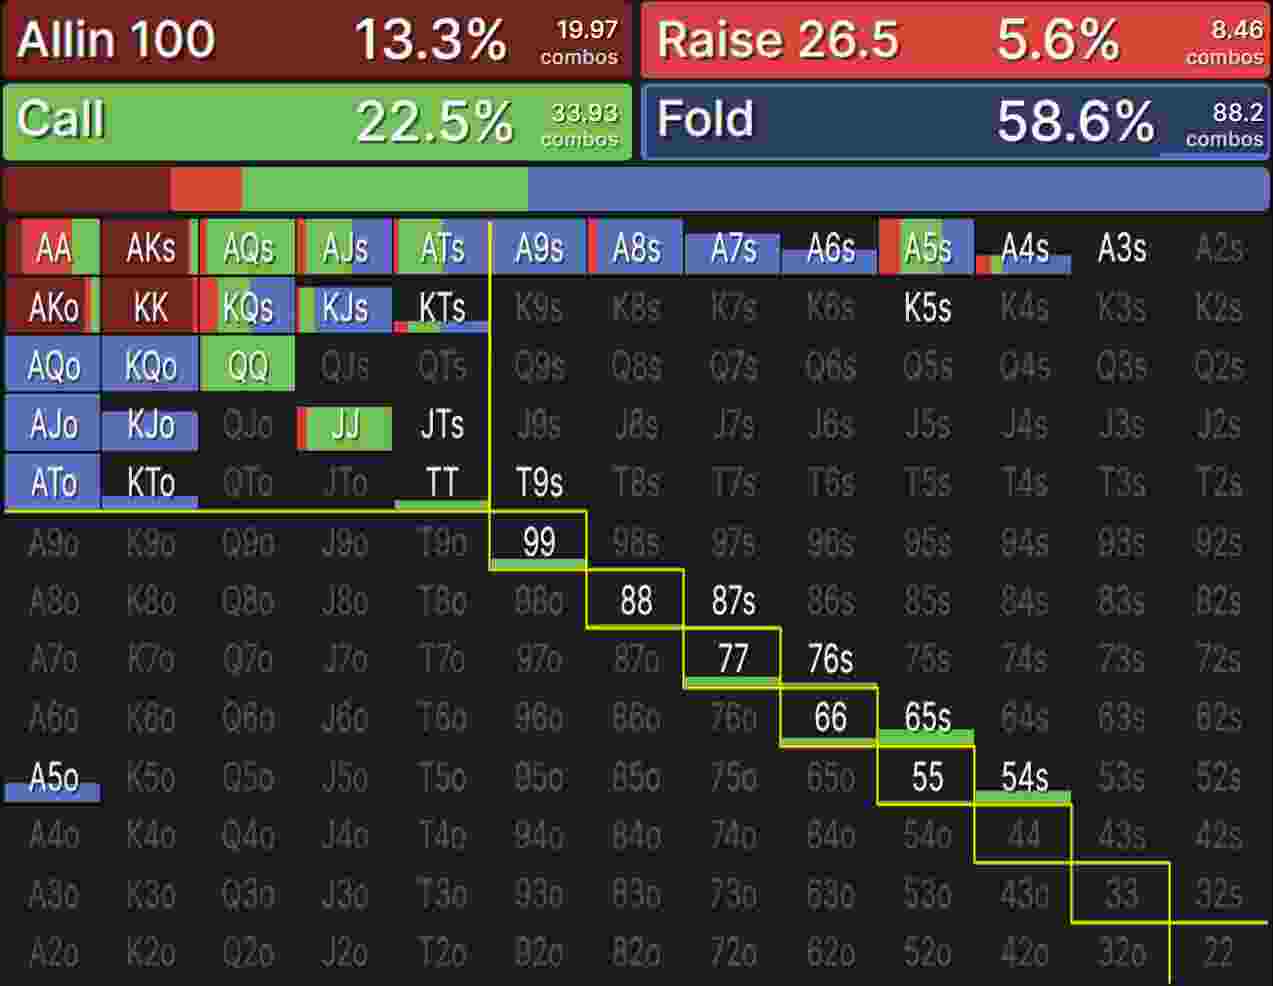 Allin 100 13.3% 19.97 combos
Raise 26.5 5.6% 8.46 combos
Call 22.5% 33.93 combos
Fold 58.6% 88.2 combos
AA AKs AQs AJs ATs A9s A8s A7s A6s A5s A4s A3s A2s
AKo KK KQs KJs KTs K9s K8s K7s K6s K5s K4s K3s K2s
AQo KQo QQ QJs QTs Q9s Q8s Q7s Q6s Q5s Q4s Q3s Q2s
AJo KJo QJo JJ JTs J9s J8s J7s J6s J5s J4s J3s J2s
ATo KTo QTo JTo TT T9s T8s T7s T6s T5s T4s T3s T2s
A9o K9o Q9o J9o T9o 99 98s 97s 96s 95s 94s 93s 92s
A8o K8o Q8o J8o T8o 98o 88 87s 86s 85s 84s 83s 82s
A7o K7o Q7o J7o T7o 97o 87o 77 76s 75s 74s 73s 72s
A6o K6o Q6o J6o T6o 96o 86o 76o 66 65s 64s 63s 62s
A5o K5o Q5o J5o T5o 95o 85o 75o 65o 55 54s 53s 52s
A4o K4o Q4o J4o T4o 94o 84o 74o 64o 54o 44 43s 42s
A3o K3o Q3o J3o T3o 93o 83o 73o 63o 53o 43o 33 32s
A2o K2o Q2o J2o T2o 92o 82o 72o 62o 52o 42o 32o 22